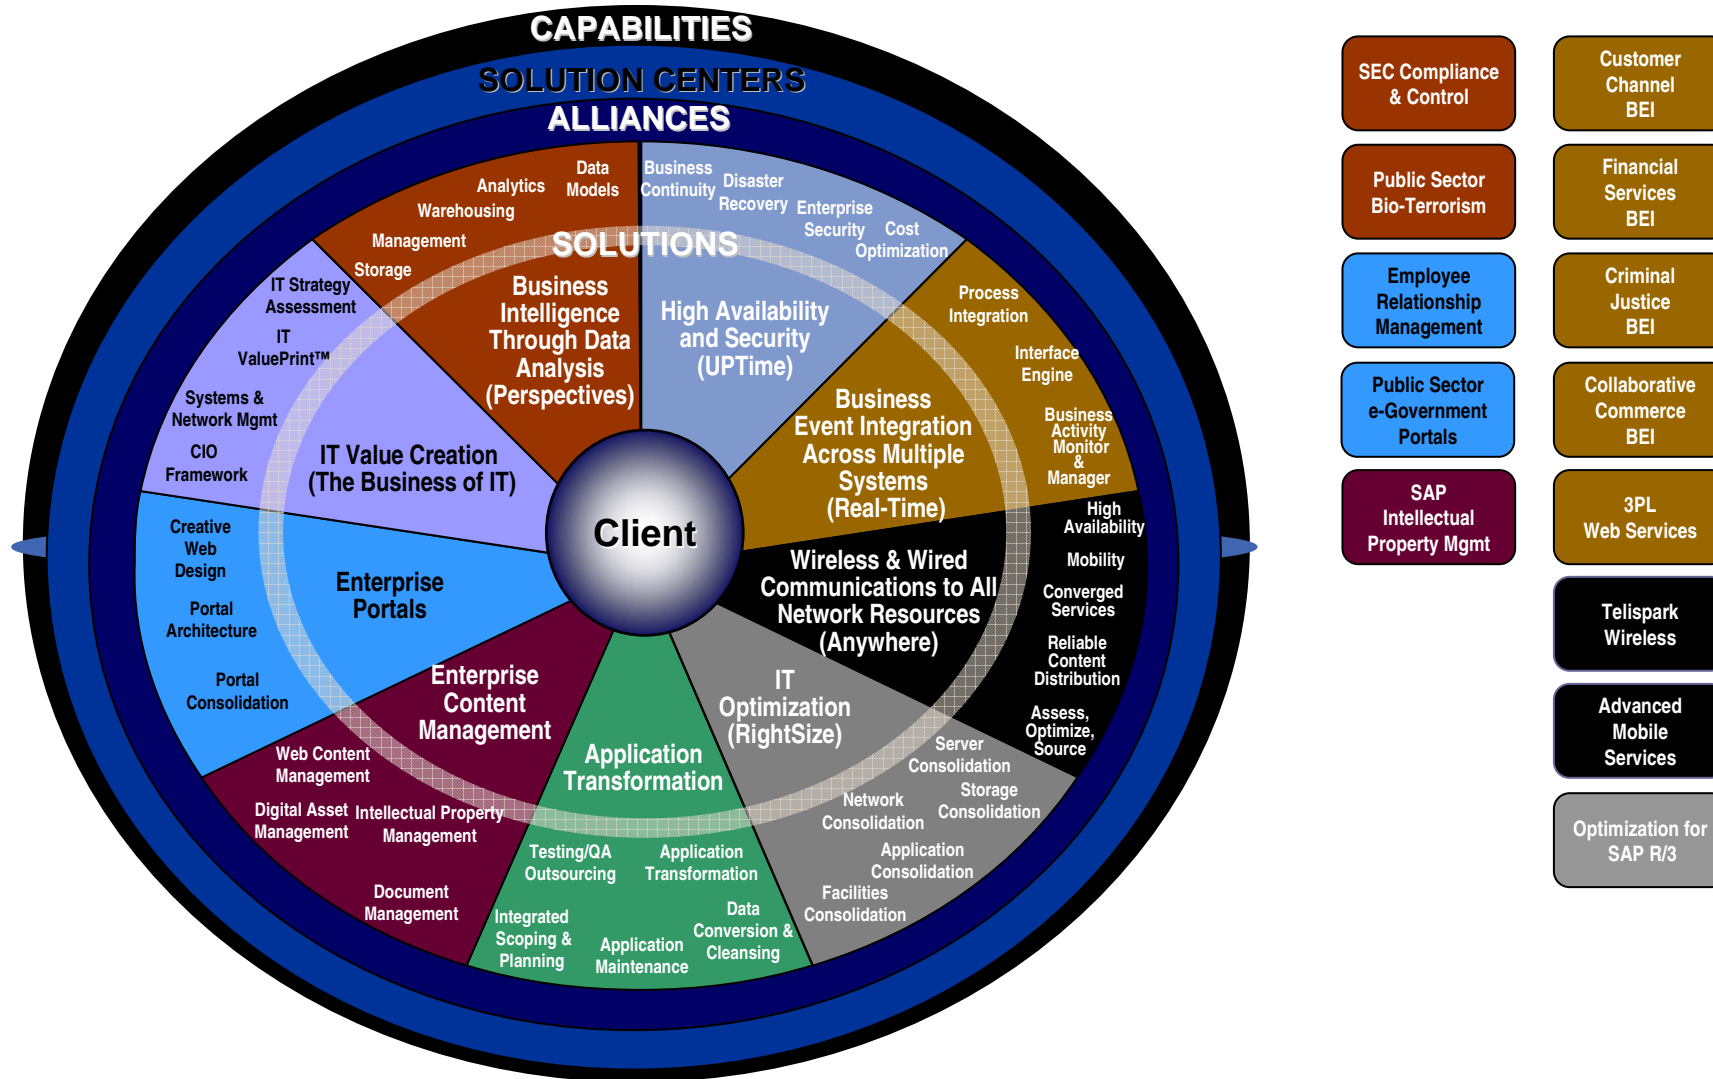 CAPABILITIES
SOLUTION CENTERS
ALLIANCES
SOLUTIONS
Data
Models
Analytics
Warehousing
Management
Storage
Business
Intelligence
Through Data
Analysis
(Perspectives)
Business
Continuity
Disaster
Recovery
Enterprise
Security
Cost
Optimization
High Availability
and Security
(UPTime)
Process
Integration
Interface
Engine
Business
Activity
Monitor
&
Manager
Business
Event Integration
Across Multiple
Systems
(Real-Time)
High
Availability
Mobility
Converged
Services
Reliable
Content
Distribution
Assess,
Optimize,
Source
Wireless & Wired
Communications to All
Network Resources
(Anywhere)
IT
Optimization
(RightSize)
Server
Consolidation
Storage
Consolidation
Network
Consolidation
Application
Consolidation
Facilities
Consolidation
Application
Transformation
Testing/QA
Outsourcing
Application
Transformation
Integrated
Scoping &
Planning
Application
Maintenance
Data
Conversion &
Cleansing
Enterprise
Content
Management
Web Content
Management
Digital Asset
Management
Intellectual Property
Management
Document
Management
Enterprise
Portals
Creative
Web
Design
Portal
Architecture
Portal
Consolidation
IT Value Creation
(The Business of IT)
IT Strategy
Assessment
IT
ValuePrint™
Systems &
Network Mgmt
CIO
Framework
Client
SEC Compliance
& Control
Public Sector
Bio-Terrorism
Employee
Relationship
Management
Public Sector
e-Government
Portals
SAP
Intellectual
Property Mgmt
Customer
Channel
BEI
Financial
Services
BEI
Criminal
Justice
BEI
Collaborative
Commerce
BEI
3PL
Web Services
Telispark
Wireless
Advanced
Mobile
Services
Optimization for
SAP R/3